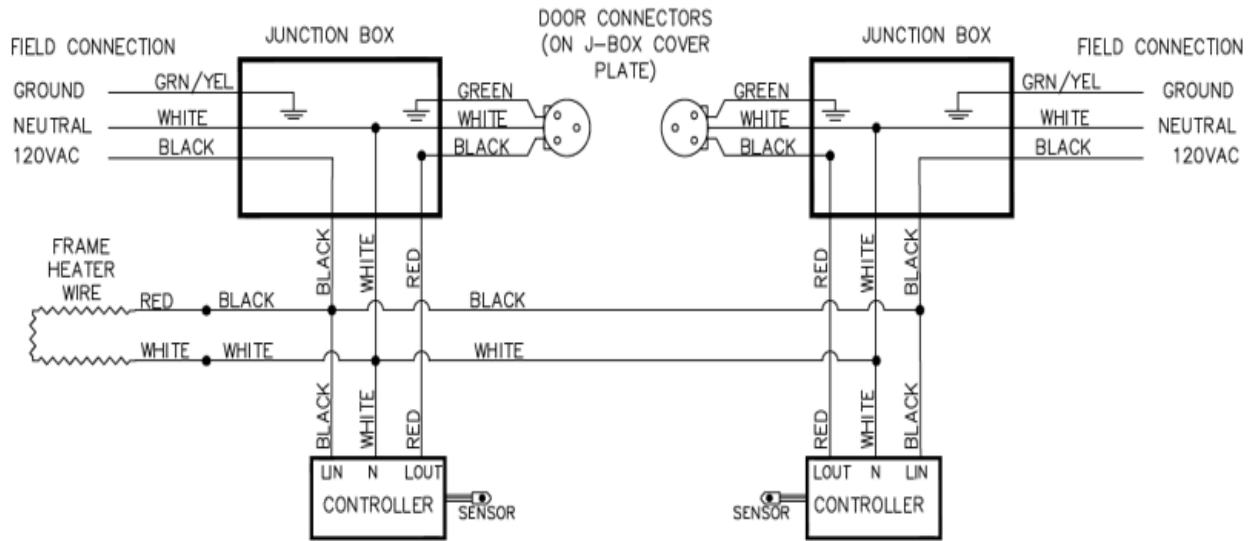 DOOR CONNECTORS
(ON J-BOX COVER
PLATE)
FIELD CONNECTION
JUNCTION BOX
JUNCTION BOX
FIELD CONNECTION
GROUND
GRN/YEL
GREEN
GREEN
GRN/YEL
GROUND
NEUTRAL
WHITE
WHITE
WHITE
WHITE
NEUTRAL
120VAC
BLACK
BLACK
BLACK
BLACK
120VAC
FRAME
HEATER
WIRE
BLACK
WHITE
RED
RED
WHITE
BLACK
RED
BLACK
BLACK
WHITE
WHITE
WHITE
BLACK
WHITE
RED
RED
WHITE
BLACK
LIN N LOUT
CONTROLLER
SENSOR
LOUT N LIN
CONTROLLER
SENSOR